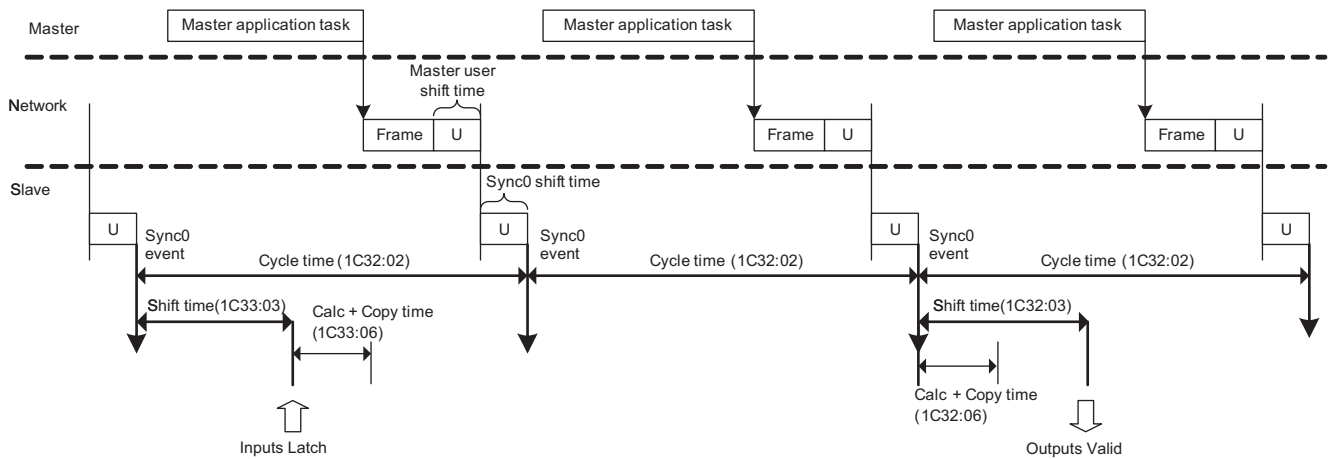 Master
Master application task
Master application task
Master application task
Master user
shift time
Network
Frame
U
Frame
U
Frame
U
Slave
Sync0 shift time
U
U
U
U
Sync0
event
Sync0
event
Sync0
event
Cycle time (1C32:02)
Cycle time (1C32:02)
Cycle time (1C32:02)
Shift time(1C33:03)
Calc + Copy time
(1C33:06)
Shift time(1C32:03)
Calc + Copy time
(1C32:06)
Inputs Latch
Outputs Valid